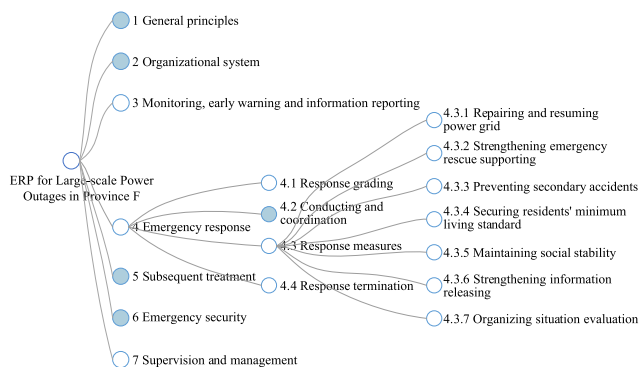 1 General principles
2 Organizational system
3 Monitoring, early warning and information reporting
ERP for Large-scale Power
Outages in Province F
4 Emergency response
5 Subsequent treatment
6 Emergency security
7 Supervision and management
4.1 Response grading
4.2 Conducting and
coordination
4.3 Response measures
4.4 Response termination
4.3.1 Repairing and resuming
power grid
4.3.2 Strengthening emergency
rescue supporting
4.3.3 Preventing secondary accidents
4.3.4 Securing residents' minimum
living standard
4.3.5 Maintaining social stability
4.3.6 Strengthening information
releasing
4.3.7 Organizing situation evaluation